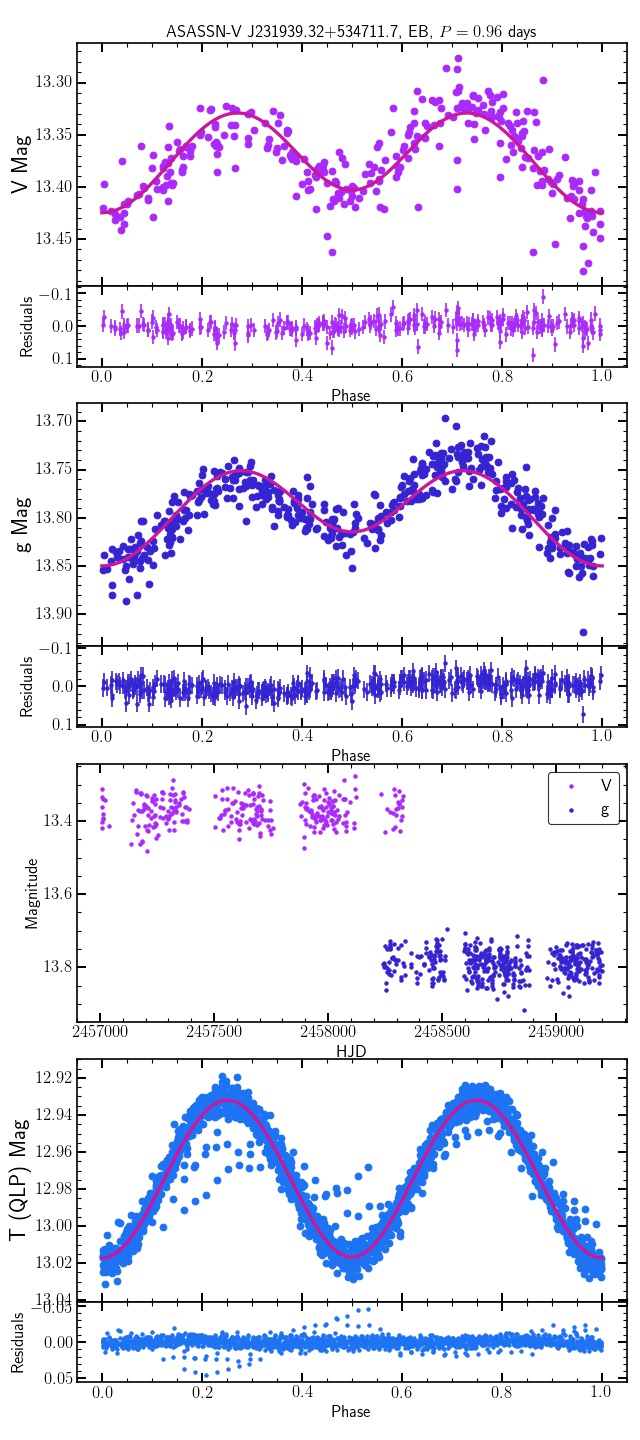 ASASSN-V J231939.32+534711.7, EB, P = 0.96 days
V Mag
13.30
13.35
13.40
13.45
Residuals
−0.1
0.0
0.1
0.0 0.2 0.4 0.6 0.8 1.0
Phase
g Mag
13.70
13.75
13.80
13.85
13.90
Residuals
−0.1
0.0
0.1
0.0 0.2 0.4 0.6 0.8 1.0
Phase
Magnitude
13.4
13.6
13.8
V
g
2457000 2457500 2458000 2458500 2459000
HJD
T (QLP) Mag
12.92
12.94
12.96
12.98
13.00
13.02
13.04
Residuals
−0.05
0.00
0.05
0.0 0.2 0.4 0.6 0.8 1.0
Phase